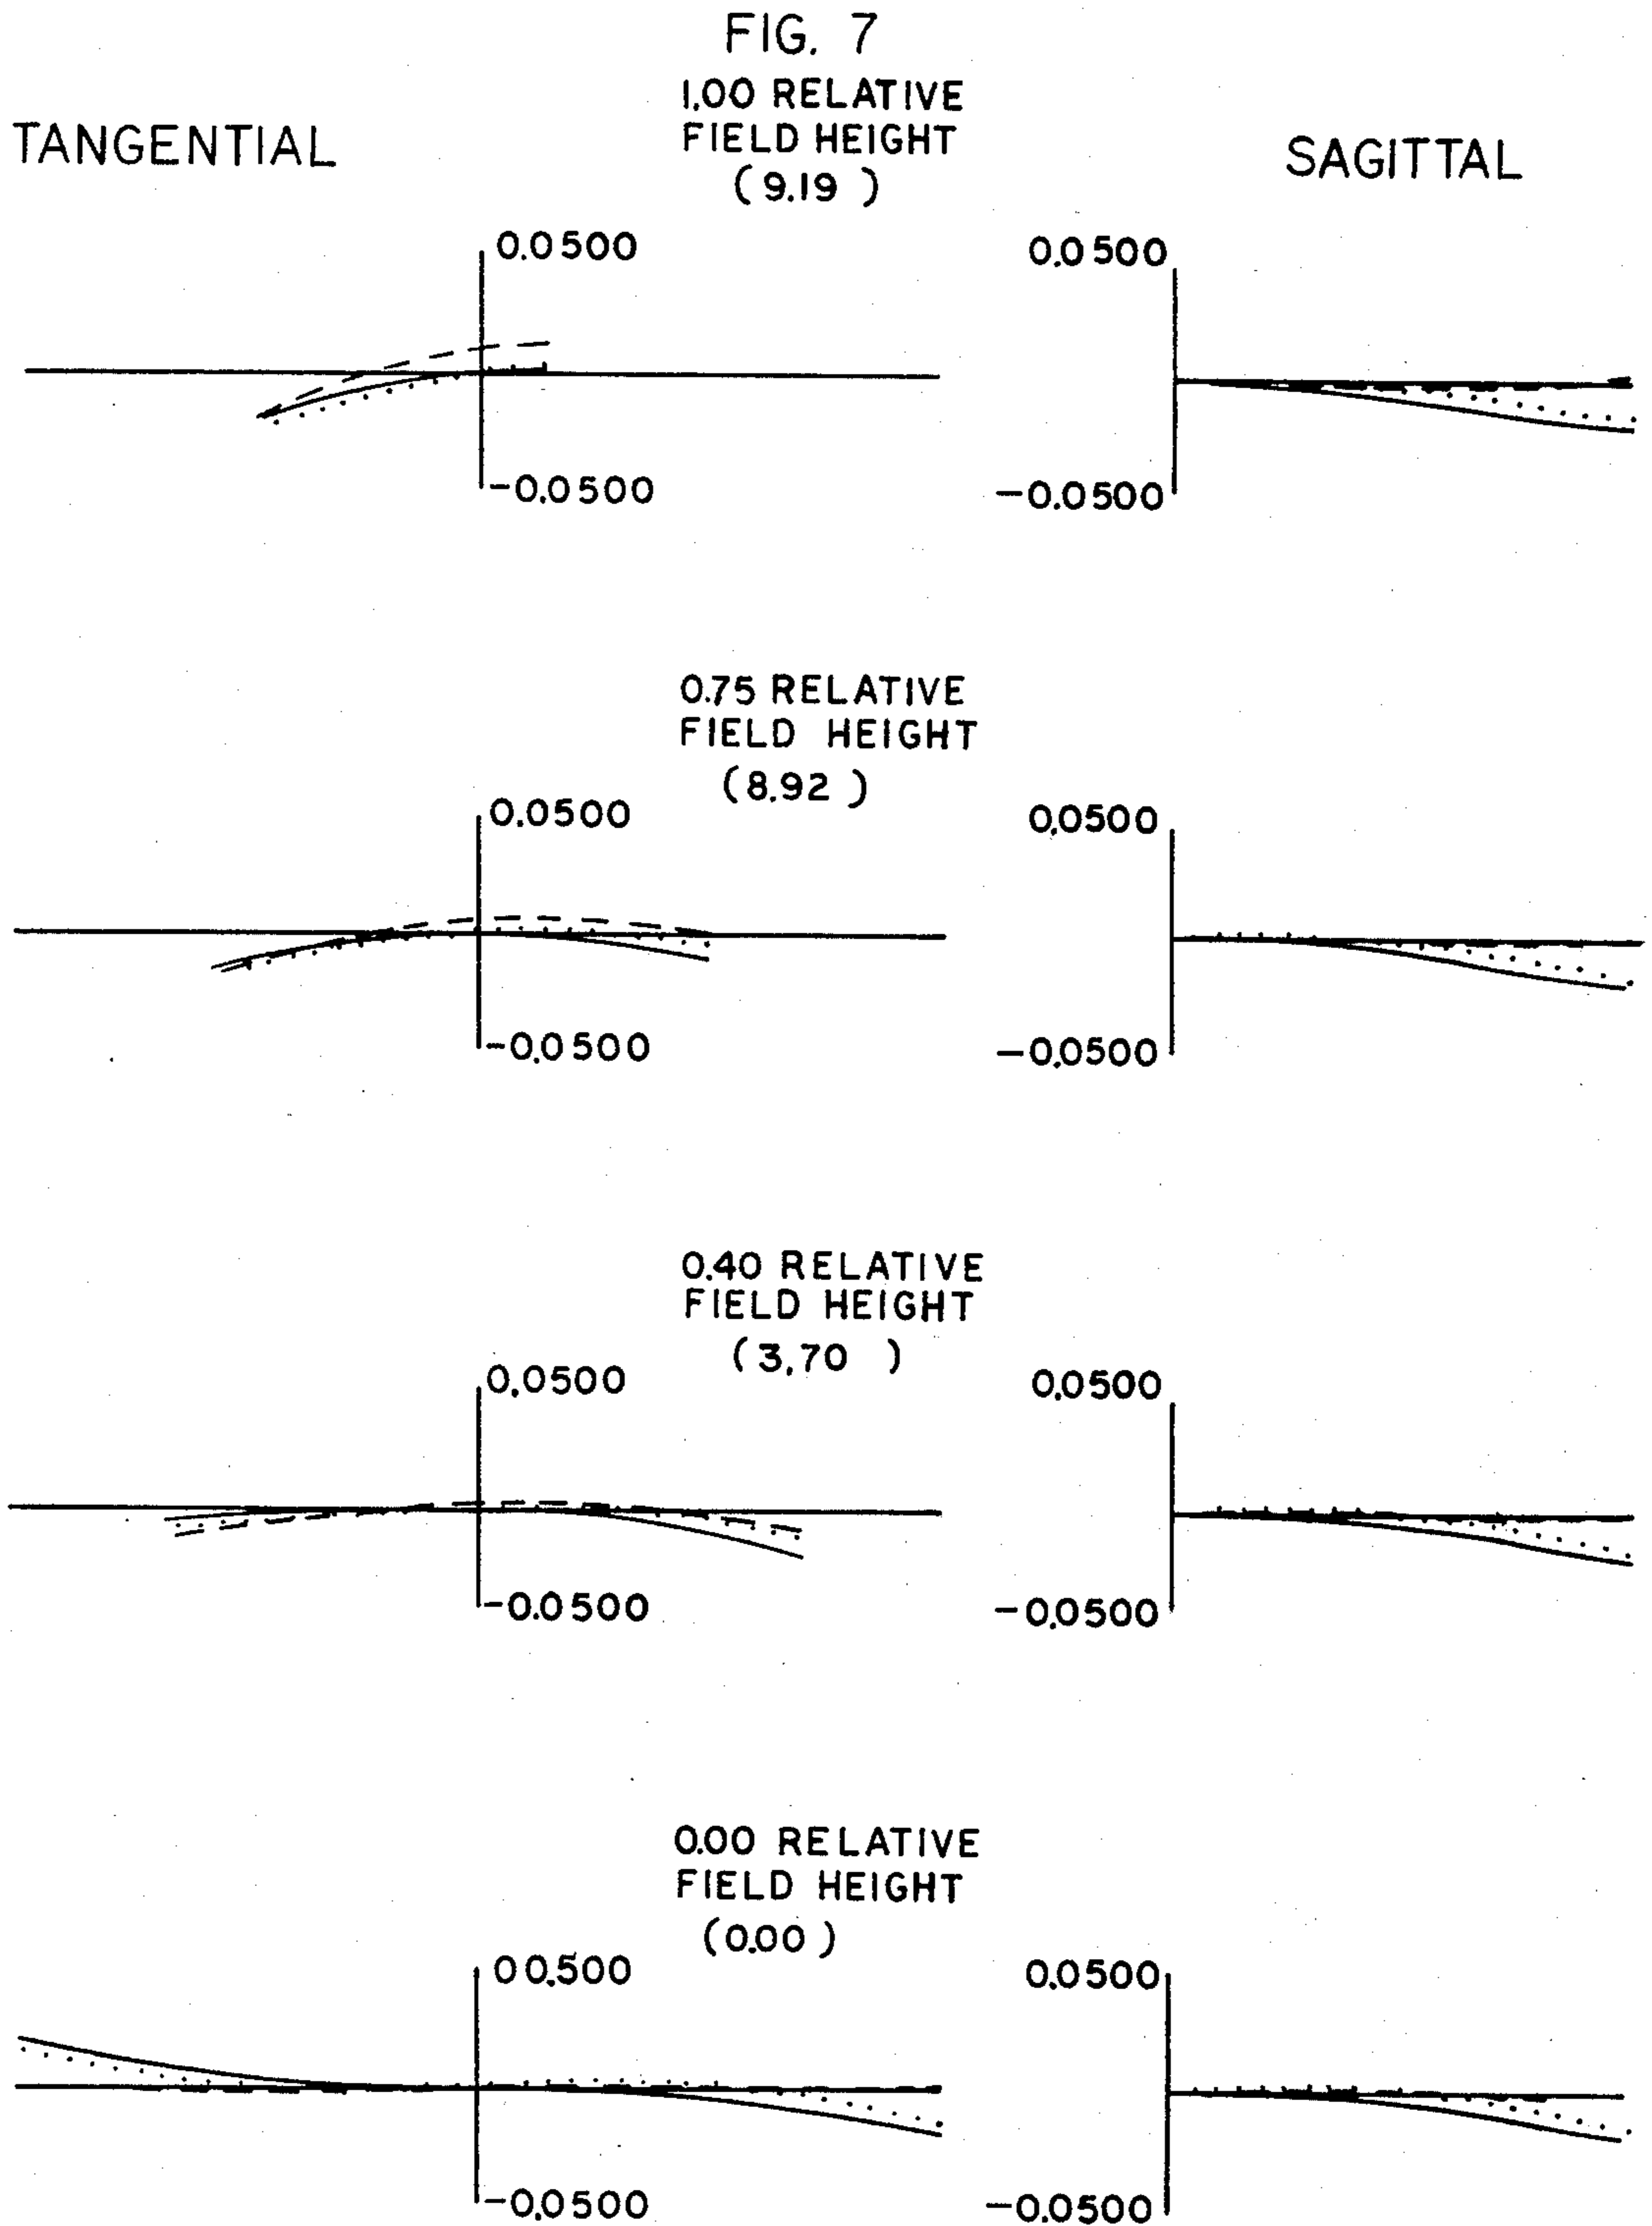 FIG. 7
1.00 RELATIVE
FIELD HEIGHT
(9.19 )
TANGENTIAL
SAGITTAL
0.0500
0.0500
-0.0500
-0.0500
0.75 RELATIVE
FIELD HEIGHT
(8.92 )
0.0500
0.0500
-0.0500
-0.0500
0.40 RELATIVE
FIELD HEIGHT
(3.70 )
0.0500
0.0500
-0.0500
-0.0500
0.00 RELATIVE
FIELD HEIGHT
(0.00 )
00.500
0.0500
-0.0500
-0.0500